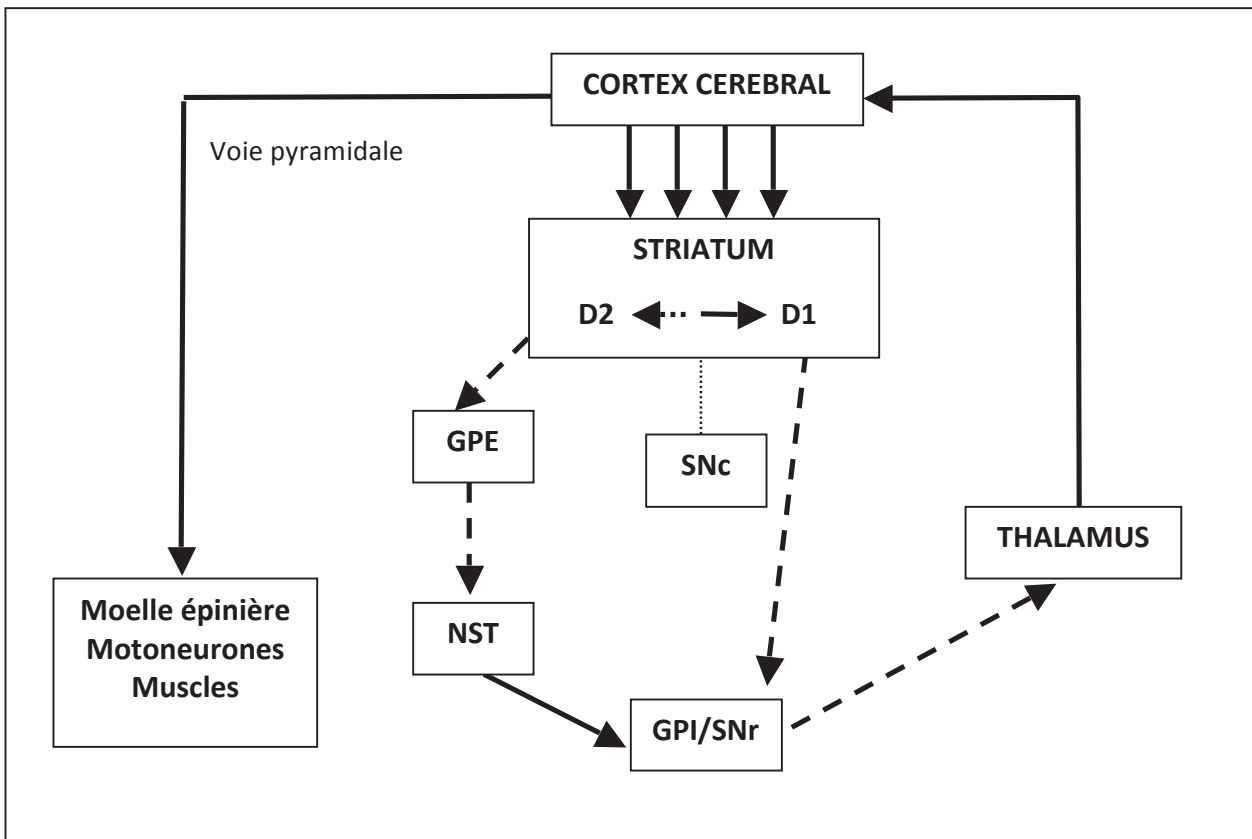 CORTEX CEREBRAL
Voie pyramidale
STRIATUM
D2
D1
GPE
SNc
THALAMUS
Moelle épinière
Motoneurones
Muscles
NST
GPI/SNr